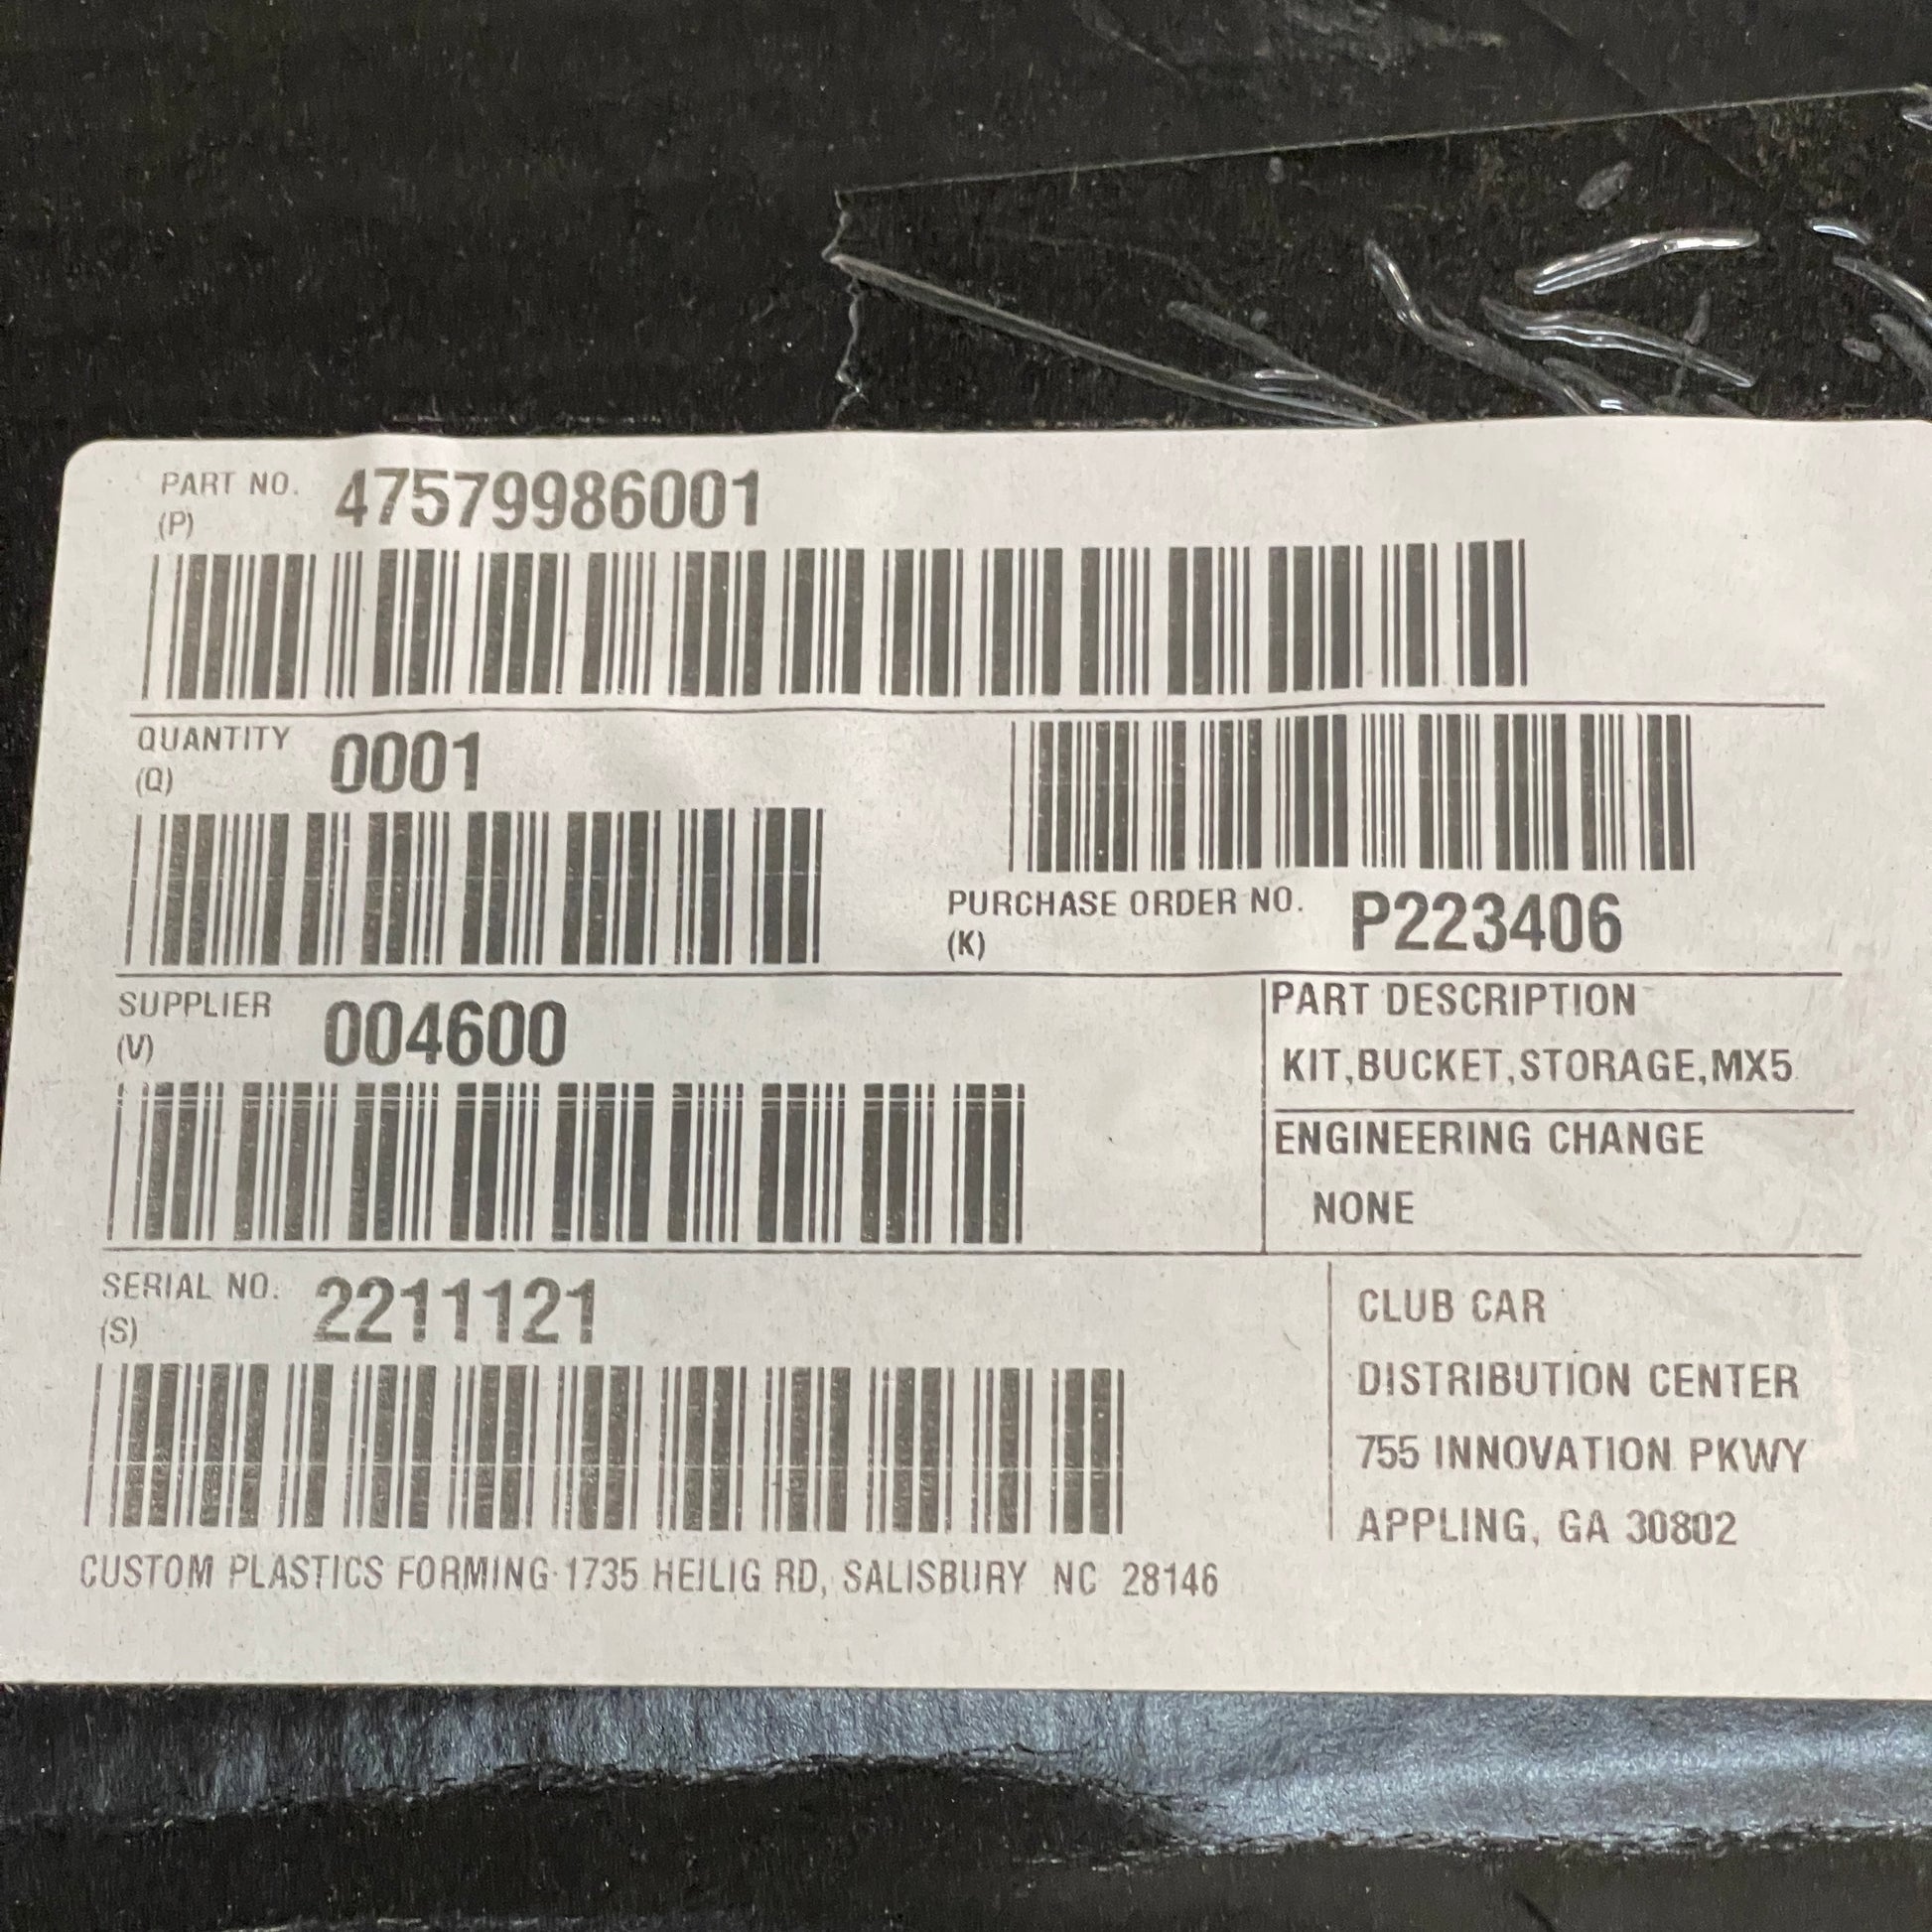 PART NO. 47579986001
(P)
QUANTITY 0001
(Q)
PURCHASE ORDER NO. P223406
(K)
SUPPLIER 004600
(V)
PART DESCRIPTION
KIT,BUCKET,STORAGE,MX5
ENGINEERING CHANGE
NONE
SERIAL NO. 2211121
(S)
CLUB CAR
DISTRIBUTION CENTER
755 INNOVATION PKWY
APPLING, GA 30802
CUSTOM PLASTICS FORMING 1735 HEILIG RD, SALISBURY NC 28146